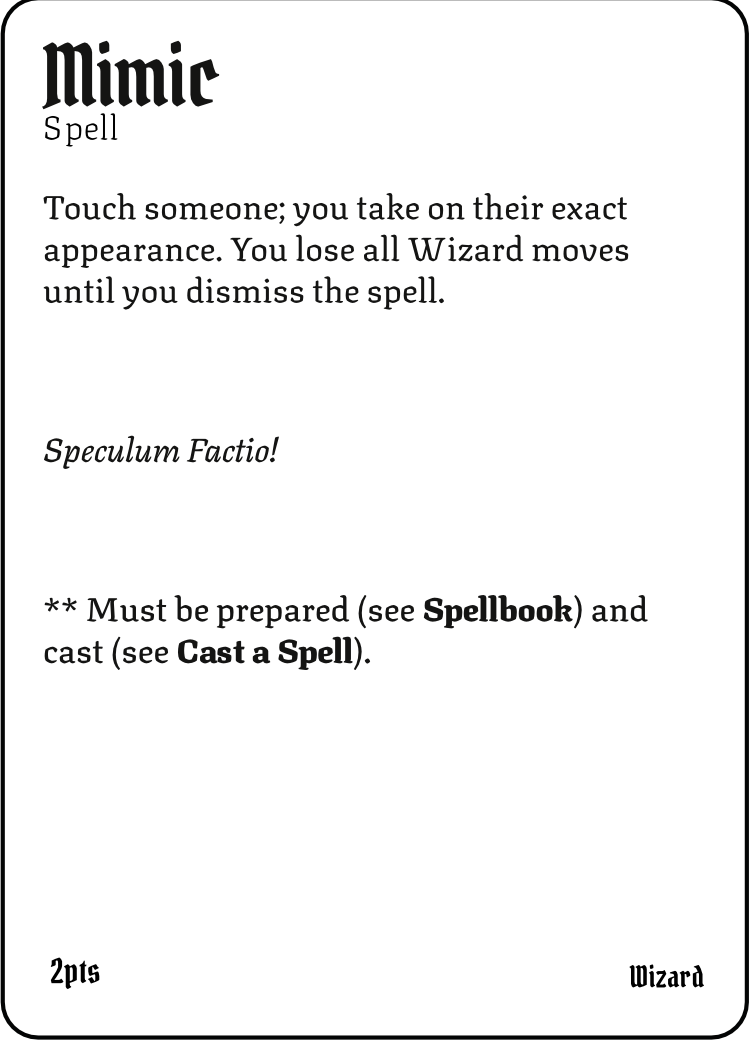 Mimic
Spell
Touch someone; you take on their exact
appearance. You lose all Wizard moves
until you dismiss the spell.
Speculum Factio!
** Must be prepared (see Spellbook) and
cast (see Cast a Spell).
2pts
Wizard